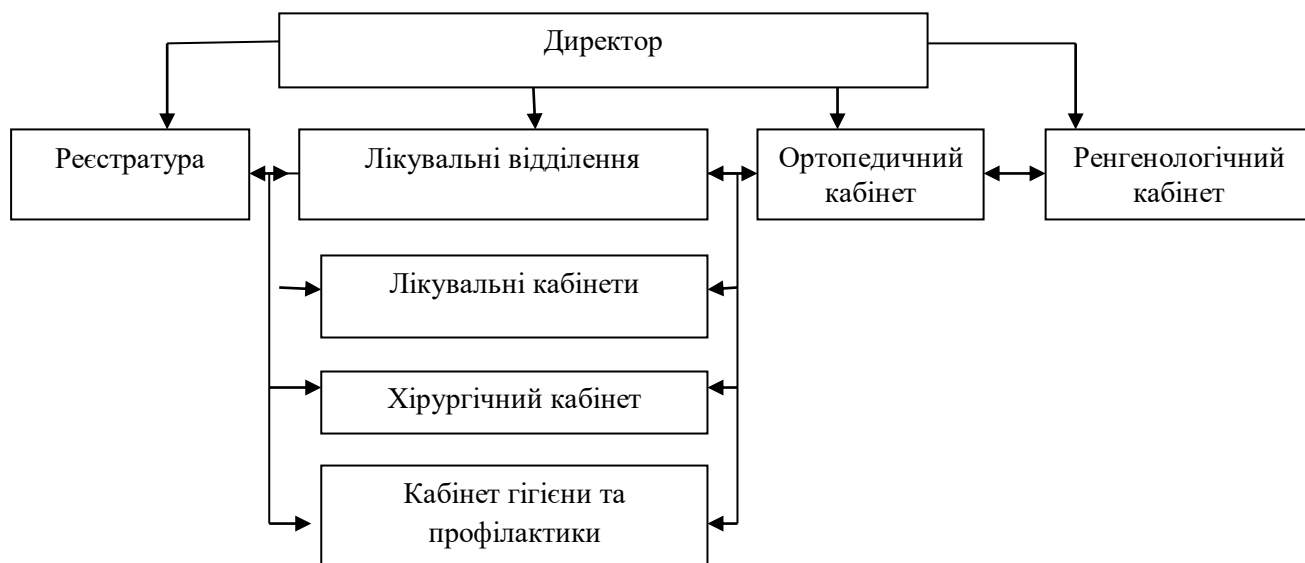 Директор
Реєстратура
Лікувальні відділення
Ортопедичний
кабінет
Ренгенологічний
кабінет
Лікувальні кабінети
Хірургічний кабінет
Кабінет гігієни та
профілактики